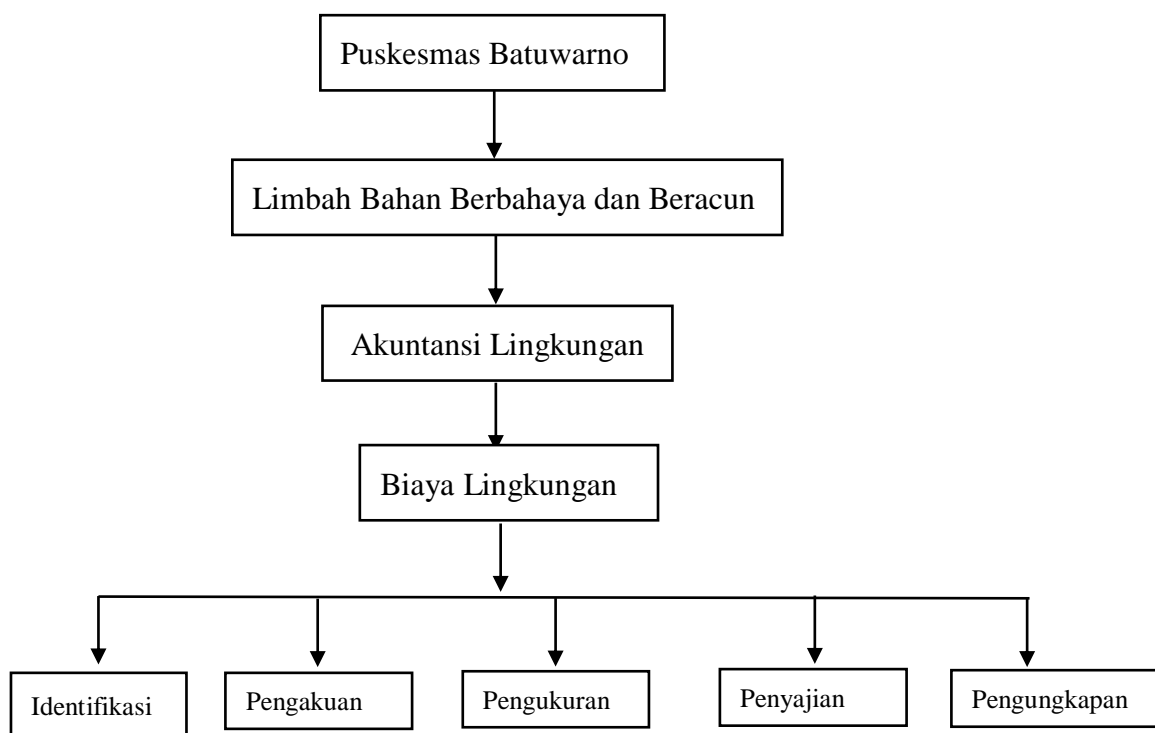 Puskesmas Batuwarno
Limbah Bahan Berbahaya dan Beracun
Akuntansi Lingkungan
Biaya Lingkungan
Identifikasi
Pengakuan
Pengukuran
Penyajian
Pengungkapan